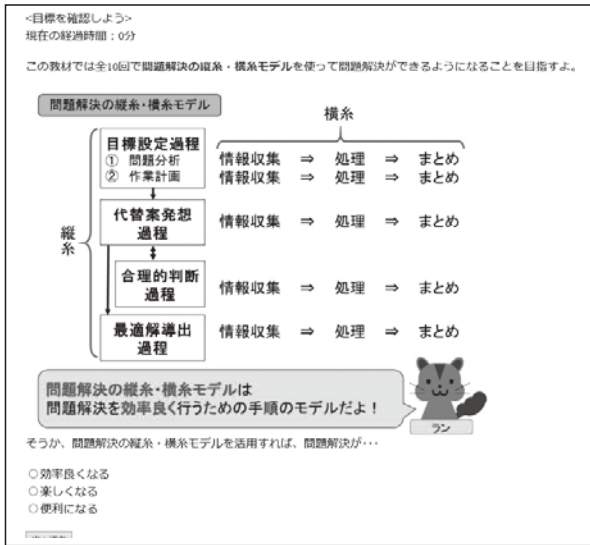 <目標を確認しよう>
現在の経過時間：0分
この教材では全10回で問題解決の縦糸・横糸モデルを使って問題解決ができるようになることを目指すよ。
問題解決の縦糸・横糸モデル
横糸
縦糸
目標設定過程
① 問題分析 情報収集 ⇒ 処理 ⇒ まとめ
② 作業計画 情報収集 ⇒ 処理 ⇒ まとめ
代替案発想
過程
情報収集 ⇒ 処理 ⇒ まとめ
合理的判断
過程
情報収集 ⇒ 処理 ⇒ まとめ
最適解導出
過程
情報収集 ⇒ 処理 ⇒ まとめ
問題解決の縦糸・横糸モデルは
問題解決を効率良く行うための手順のモデルだよ！
ラン
そうか、問題解決の縦糸・横糸モデルを活用すれば、問題解決が･･･
○効率良くなる
○楽しくなる
○便利になる